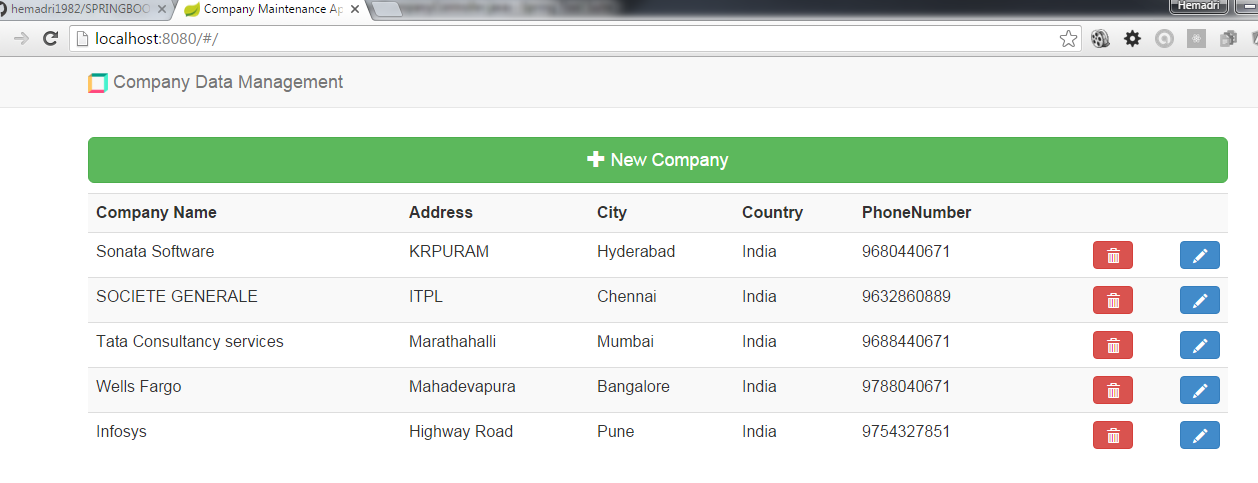 hemadri1982/SPRINGBOO
Company Maintenance Ap
Hemadri
localhost:8080/#/
Company Data Management
New Company
Company Name Address City Country PhoneNumber
Sonata Software KRPURAM Hyderabad India 9680440671
SOCIETE GENERALE ITPL Chennai India 9632860889
Tata Consultancy services Marathahalli Mumbai India 9688440671
Wells Fargo Mahadevapura Bangalore India 9788040671
Infosys Highway Road Pune India 9754327851